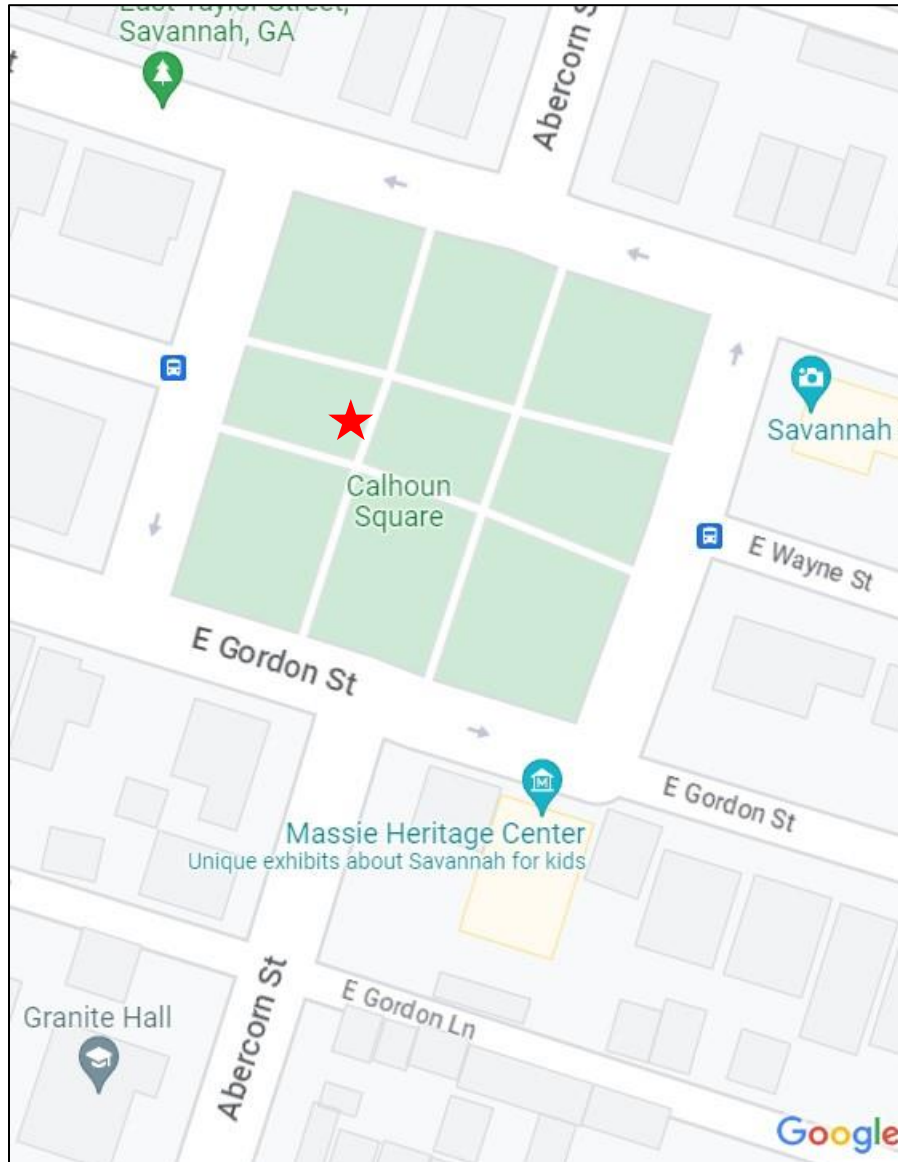 East Taylor Street,
Savannah, GA
Abercorn S
t
Savannah
Calhoun
Square
E Wayne St
E Gordon St
E Gordon St
Massie Heritage Center
Unique exhibits about Savannah for kids
E Gordon Ln
Abercorn St
Granite Hall
Google